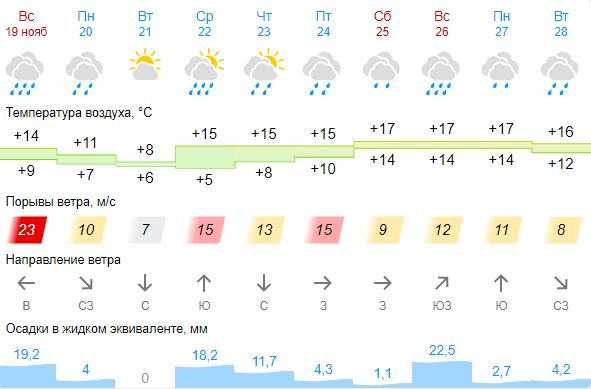 Вс Пн Вт Ср Чт Пт Сб Вс Пн Вт
19 нояб 20 21 22 23 24 25 26 27 28
Температура воздуха, °C
+14 +11 +8 +15 +15 +15 +17 +17 +17 +16
+9 +7 +6 +5 +8 +10 +14 +14 +14 +12
Порывы ветра, м/с
23 10 7 15 13 15 9 12 11 8
Направление ветра
В СЗ С Ю С З З ЮЗ Ю СЗ
Осадки в жидком эквиваленте, мм
19,2 4 0 18,2 11,7 4,3 1,1 22,5 2,7 4,2